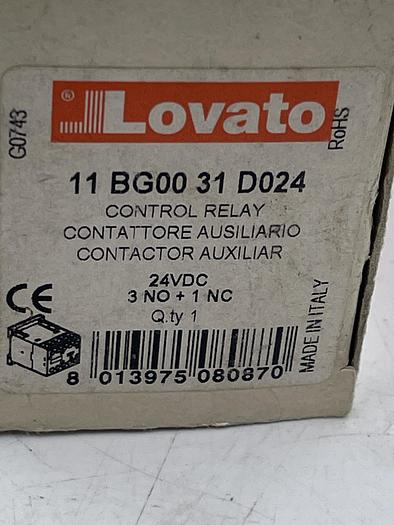 Lovato
G0743
RoHS
11 BG00 31 D024
CONTROL RELAY
CONTATTORE AUSILIARIO
CONTACTOR AUXILIAR
24VDC
3 NO + 1 NC
Q.ty 1
CE
MADE IN ITALY
8 013975 080870